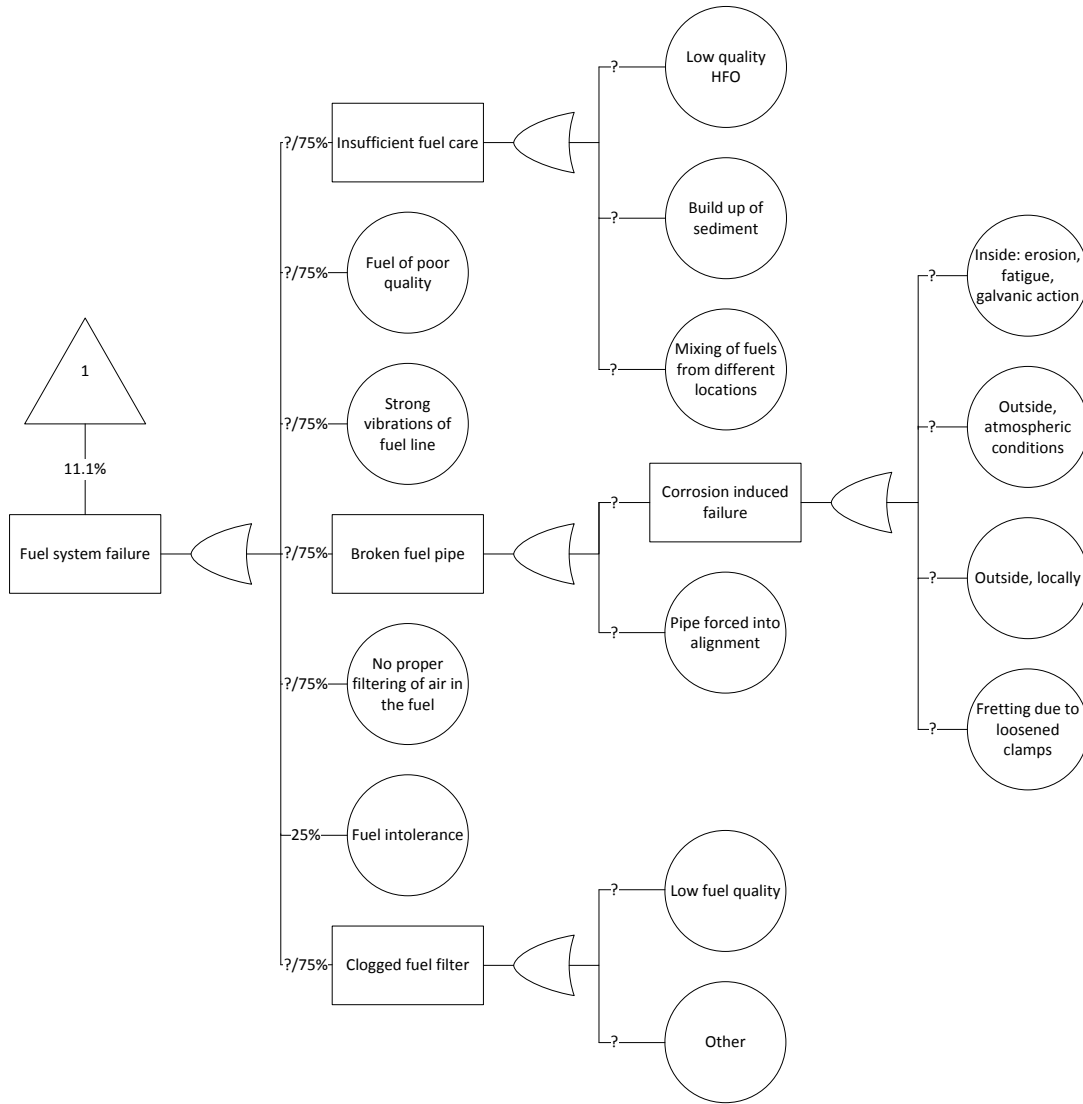 Low quality
HFO
?
?/75%
Insufficient fuel care
Build up of
sediment
?
Inside: erosion,
fatigue,
galvanic action
?
Fuel of poor
quality
?/75%
Mixing of fuels
from different
locations
?
1
11.1%
Strong
vibrations of
fuel line
?/75%
Outside,
atmospheric
conditions
?
Corrosion induced
failure
?
Fuel system failure
?/75%
Broken fuel pipe
Outside, locally
?
Pipe forced into
alignment
?
No proper
filtering of air in
the fuel
?/75%
Fretting due to
loosened
clamps
?
25%
Fuel intolerance
Low fuel quality
?
?/75%
Clogged fuel filter
?
Other